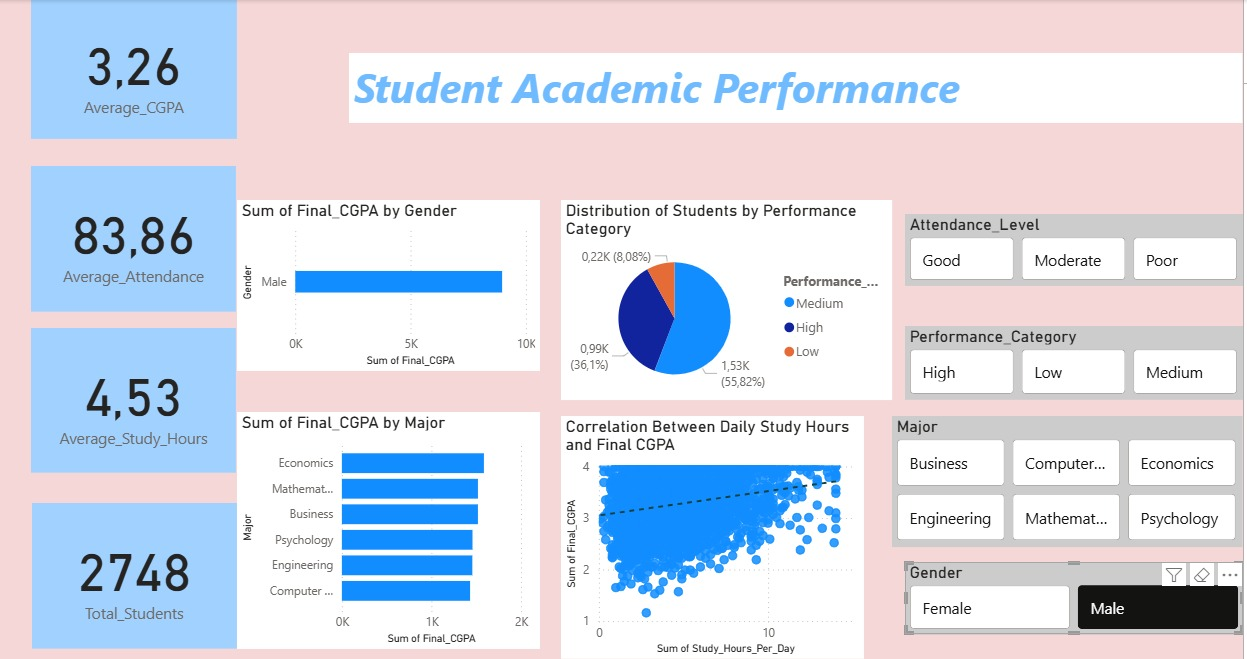 3,26
Average_CGPA
Student Academic Performance
83,86
Average_Attendance
4,53
Average_Study_Hours
2748
Total_Students
Sum of Final_CGPA by Gender
Gender
Male
0K
5K
10K
Sum of Final_CGPA
Distribution of Students by Performance
Category
0,22K (8,08%)
0,99K
(36,1%)
1,53K
(55,82%)
Performance_...
Medium
High
Low
Sum of Final_CGPA by Major
Major
Economics
Mathemat...
Business
Psychology
Engineering
Computer ...
0K
1K
2K
Sum of Final_CGPA
Correlation Between Daily Study Hours
and Final CGPA
Sum of Final_CGPA
4
3
2
1
0
10
Sum of Study_Hours_Per_Day
Attendance_Level
Good
Moderate
Poor
Performance_Category
High
Low
Medium
Major
Business
Computer...
Economics
Engineering
Mathemat...
Psychology
Gender
Female
Male